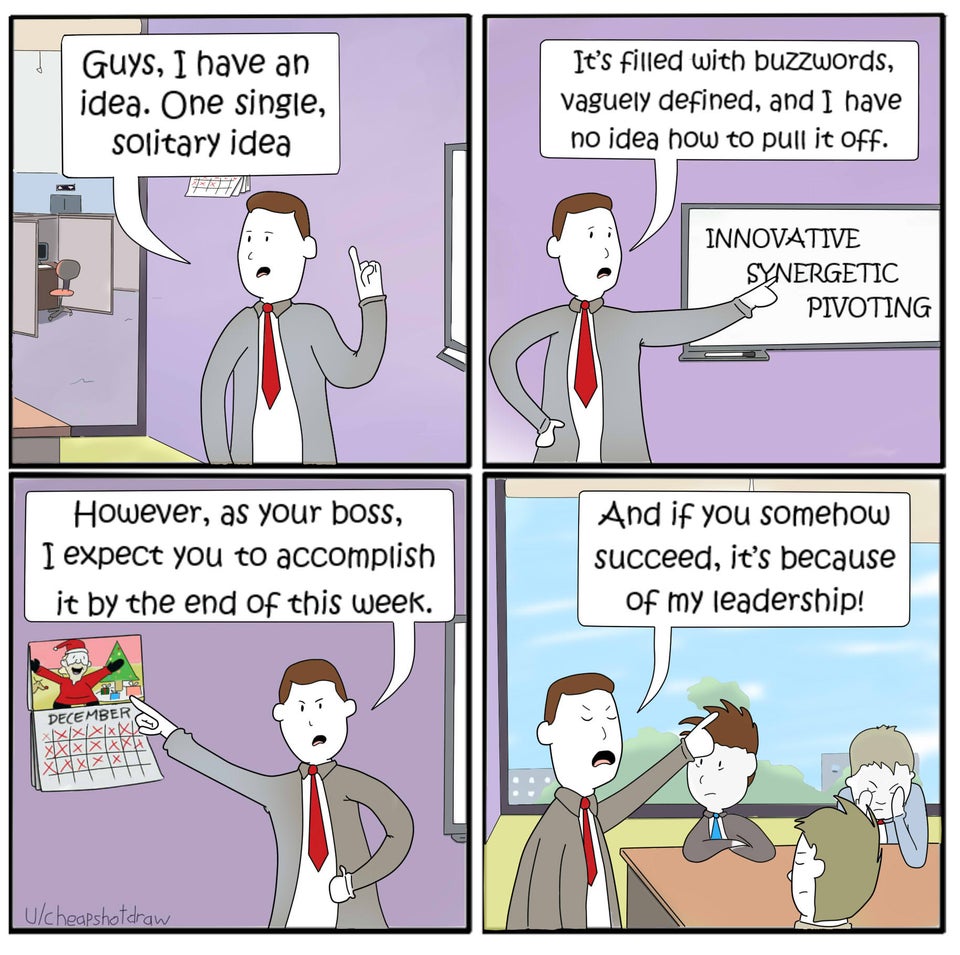 Guys, I have an
idea. One single,
solitary idea
It's filled with buzzwords,
vaguely defined, and I have
no idea how to pull it off.
INNOVATIVE
SYNERGETIC
PIVOTING
However, as your boss,
I expect you to accomplish
it by the end of this week.
DECEMBER
U/cheapshotdraw
And if you somehow
succeed, it's because
of my leadership!